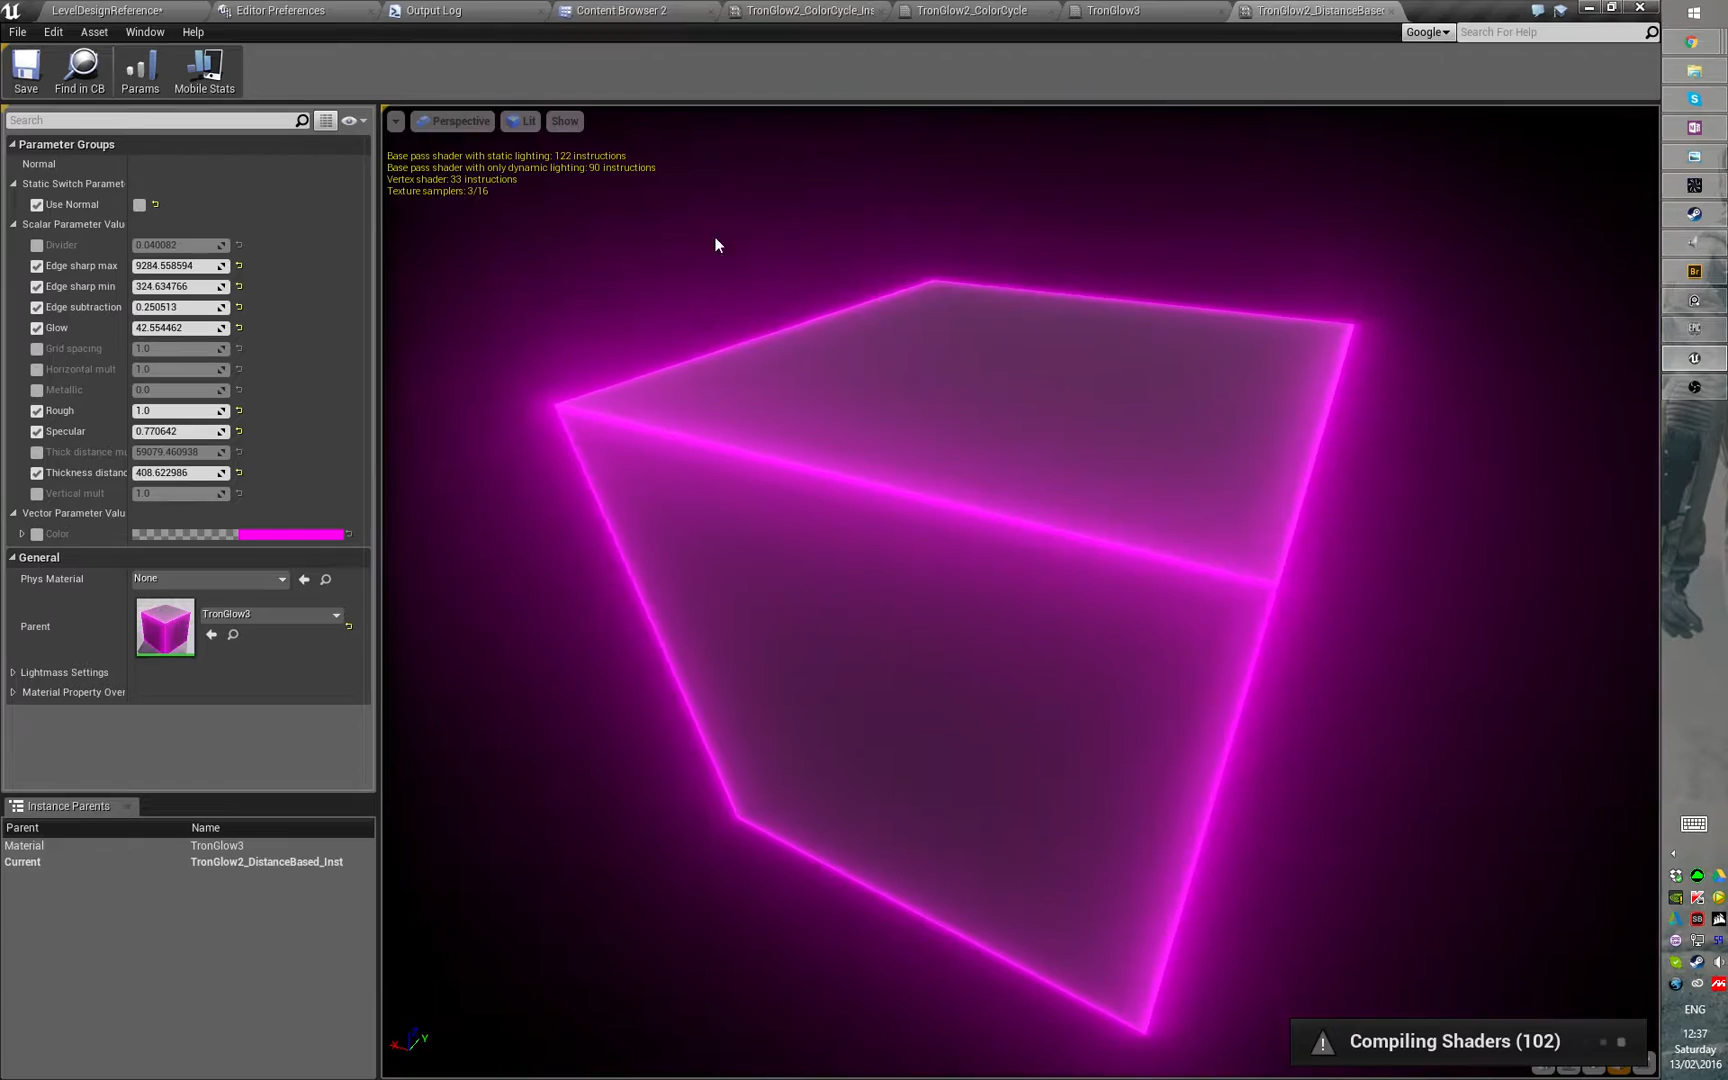 LevelDesignReference*
Editor Preferences
Output Log
Content Browser 2
TronGlow2_ColorCycle_Ins
TronGlow2_ColorCycle
TronGlow3
TronGlow2_DistanceBased
File Edit Asset Window Help
Google
Search For Help
Save
Find in CB
Params
Mobile Stats
Search
Perspective
Lit
Show
Base pass shader with static lighting: 122 instructions
Base pass shader with only dynamic lighting: 90 instructions
Vertex shader: 33 instructions
Texture samplers: 3/16
Parameter Groups
Normal
Static Switch Paramet
Use Normal
Scalar Parameter Valu
Divider 0.040082
Edge sharp max 9284.558594
Edge sharp min 324.634766
Edge subtraction 0.250513
Glow 42.554462
Grid spacing 1.0
Horizontal mult 1.0
Metallic 0.0
Rough 1.0
Specular 0.770642
Thick distance mu 59079.460938
Thickness distanc 408.622986
Vertical mult 1.0
Vector Parameter Valu
Color
General
Phys Material None
Parent TronGlow3
Lightmass Settings
Material Property Over
Instance Parents
Parent Name
Material TronGlow3
Current TronGlow2_DistanceBased_Inst
X Y
Compiling Shaders (102)
Br
EPIC
SB
59
ENG
12:37
Saturday
13/02\2016